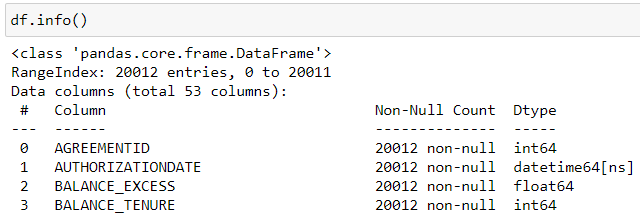 df.info()
<class 'pandas.core.frame.DataFrame'>
RangeIndex: 20012 entries, 0 to 20011
Data columns (total 53 columns):
 #   Column                         Non-Null Count  Dtype
---  ------                         --------------  -----
 0   AGREEMENTID                    20012 non-null  int64
 1   AUTHORIZATIONDATE              20012 non-null  datetime64[ns]
 2   BALANCE_EXCESS                 20012 non-null  float64
 3   BALANCE_TENURE                 20012 non-null  int64